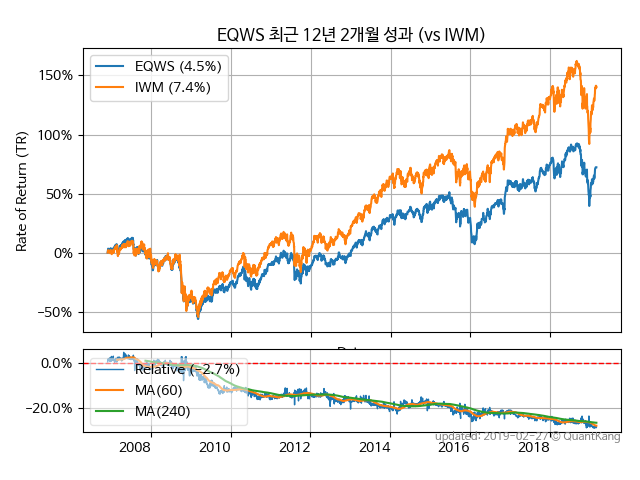 EQWS 최근 12년 2개월 성과 (vs IWM)
EQWS (4.5%)
IWM (7.4%)
Rate of Return (TR)
150%
100%
50%
0%
−50%
0.0%
−20.0%
Relative (−2.7%)
MA(60)
MA(240)
2008 2010 2012 2014 2016 2018
updated: 2019-02-27 © QuantKang